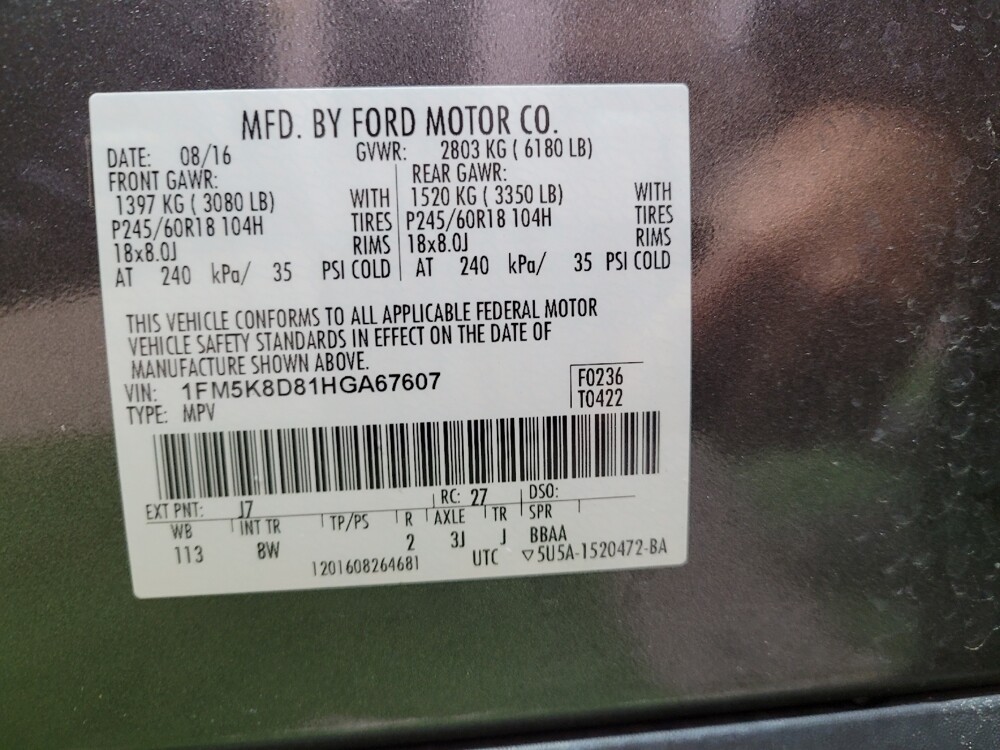 MFD. BY FORD MOTOR CO.
DATE: 08/16 GVWR: 2803 KG ( 6180 LB)
FRONT GAWR: REAR GAWR:
1397 KG ( 3080 LB) WITH 1520 KG ( 3350 LB) WITH
P245/60R18 104H TIRES P245/60R18 104H TIRES
18x8.0J RIMS 18x8.0J RIMS
AT 240 kPa/ 35 PSI COLD AT 240 kPa/ 35 PSI COLD
THIS VEHICLE CONFORMS TO ALL APPLICABLE FEDERAL MOTOR
VEHICLE SAFETY STANDARDS IN EFFECT ON THE DATE OF
MANUFACTURE SHOWN ABOVE.
VIN: 1FM5K8D81HGA67607 F0236
TYPE: MPV T0422
EXT PNT: J7 RC: 27 DSO:
WB INT TR TP/PS R AXLE TR SPR
113 8W 2 3J J BBAA
1201608264681 UTC ▽5U5A-1520472-BA